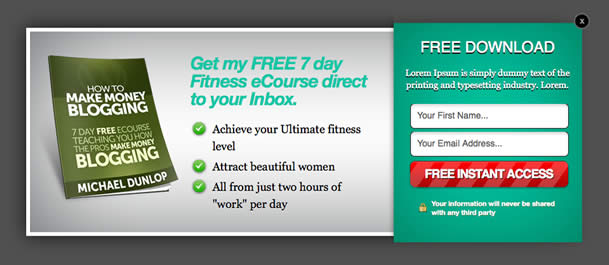 HOW TO
MAKE MONEY
BLOGGING
7 DAY FREE ECOURSE
TEACHING YOU HOW
THE PROS MAKE MONEY
BLOGGING
MICHAEL DUNLOP
Get my FREE 7 day
Fitness eCourse direct
to your Inbox.
Achieve your Ultimate fitness
level
Attract beautiful women
All from just two hours of
"work" per day
x
FREE DOWNLOAD
Lorem Ipsum is simply dummy text of the
printing and typesetting industry. Lorem.
Your First Name...
Your Email Address...
FREE INSTANT ACCESS
Your information will never be shared
with any third party